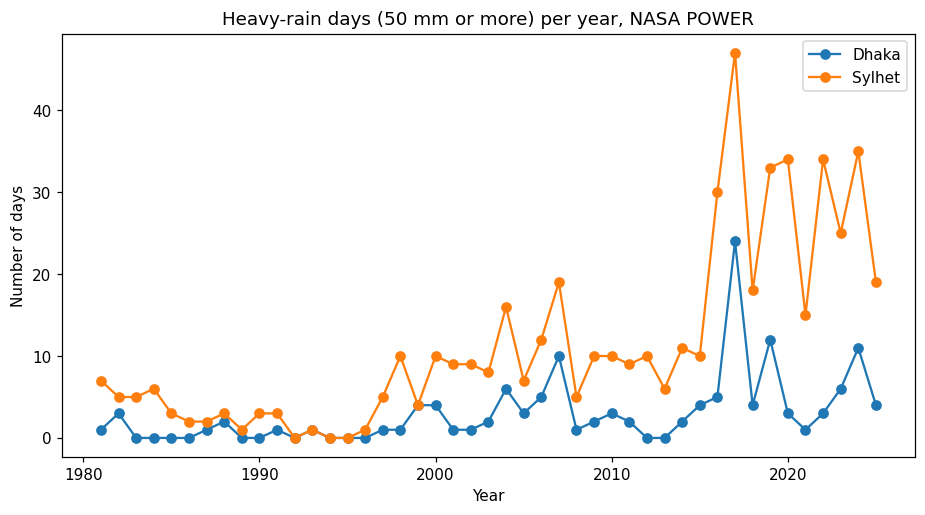 Heavy-rain days (50 mm or more) per year, NASA POWER
Dhaka
Sylhet
Number of days
40
30
20
10
0
1980
1990
2000
2010
2020
Year